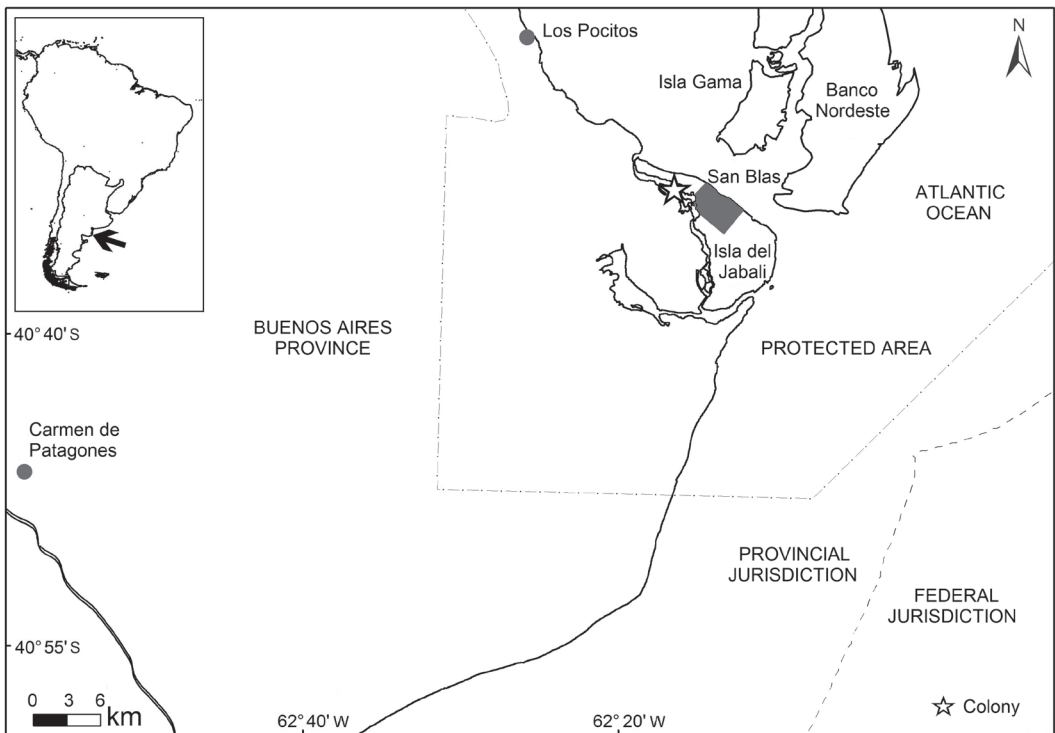 Los Pocitos
N
Isla Gama
Banco
Nordeste
San Blas
ATLANTIC
OCEAN
Isla del
Jabali
40°40' S
BUENOS AIRES
PROVINCE
PROTECTED AREA
Carmen de
Patagones
PROVINCIAL
JURISDICTION
FEDERAL
JURISDICTION
40°55' S
0 3 6
km
62°40' W
62°20' W
Colony